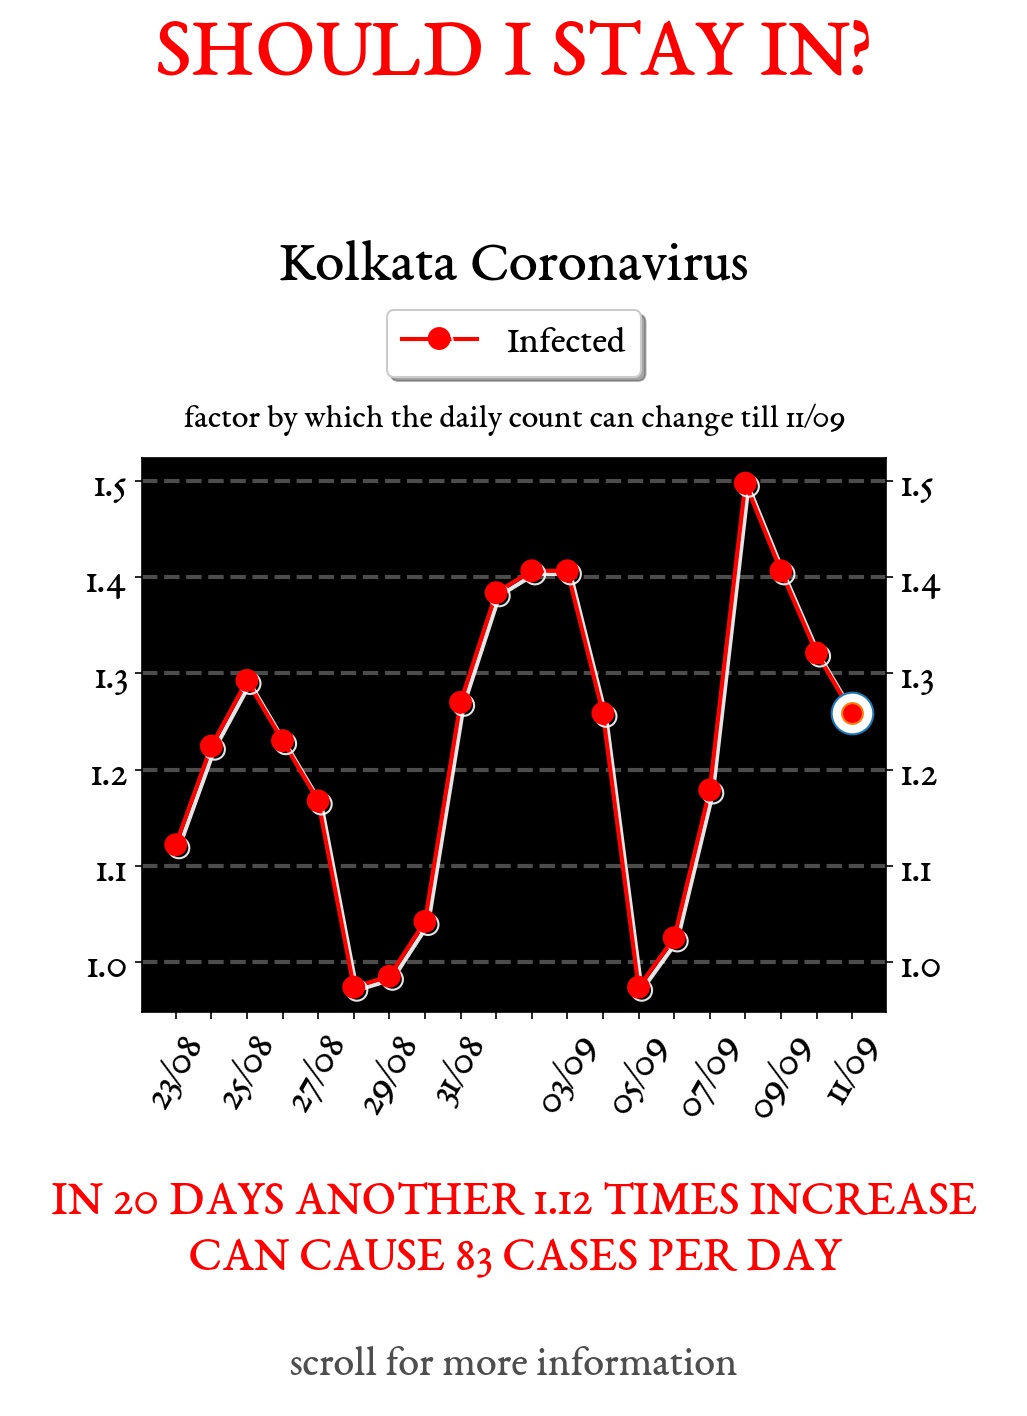 SHOULD I STAY IN?
Kolkata Coronavirus
Infected
factor by which the daily count can change till 11/09
1.5 1.5
1.4 1.4
1.3 1.3
1.2 1.2
1.1 1.1
1.0 1.0
23/08 25/08 27/08 29/08 31/08 03/09 05/09 07/09 09/09 11/09
IN 20 DAYS ANOTHER 1.12 TIMES INCREASE
CAN CAUSE 83 CASES PER DAY
scroll for more information